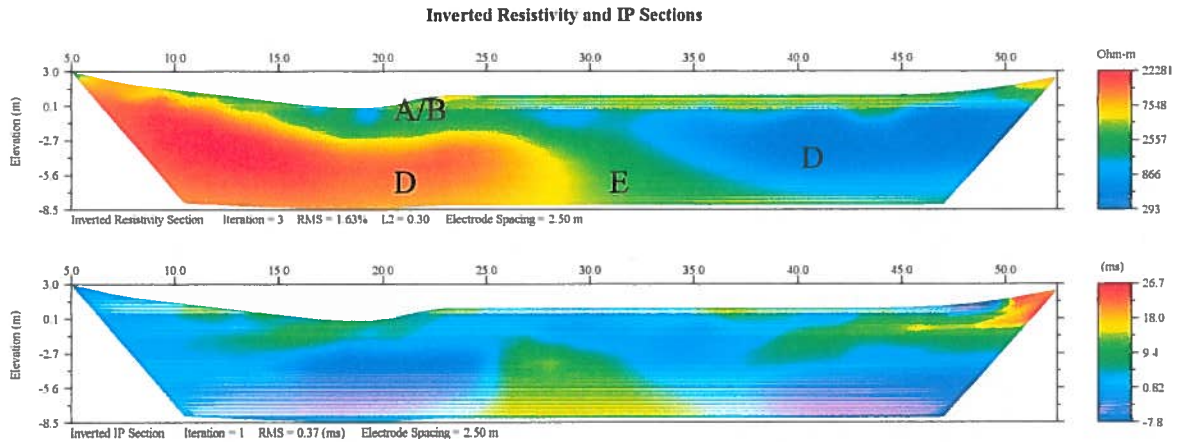 Inverted Resistivity and IP Sections
5.0 10.0 15.0 20.0 25.0 30.0 35.0 40.0 45.0 50.0
Ohm-m
3.0
0.1
-2.7
-5.6
-8.5
Elevation (m)
A/B
D
E
D
22281
7548
2557
866
293
Inverted Resistivity Section Iteration = 3 RMS = 1.63% L2 = 0.30 Electrode Spacing = 2.50 m
5.0 10.0 15.0 20.0 25.0 30.0 35.0 40.0 45.0 50.0
(ms)
3.0
0.1
-2.7
-5.6
-8.5
Elevation (m)
26.7
18.0
9.4
0.82
-7.8
Inverted IP Section Iteration = 1 RMS = 0.37 (ms) Electrode Spacing = 2.50 m